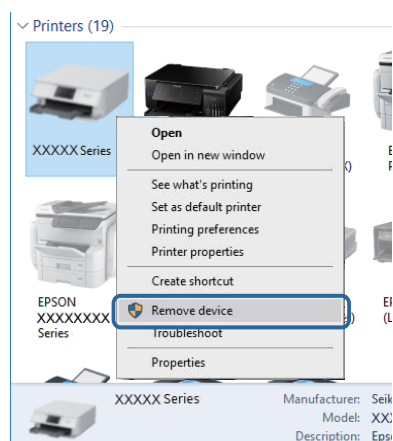 Printers (19)
XXXXX Series
Open
Open in new window
See what's printing
Set as default printer
Printing preferences
Printer properties
Create shortcut
Remove device
Troubleshoot
Properties
EPSON
XXXXXXXX
Series
XXXXX Series
Manufacturer:
Model:
Description: